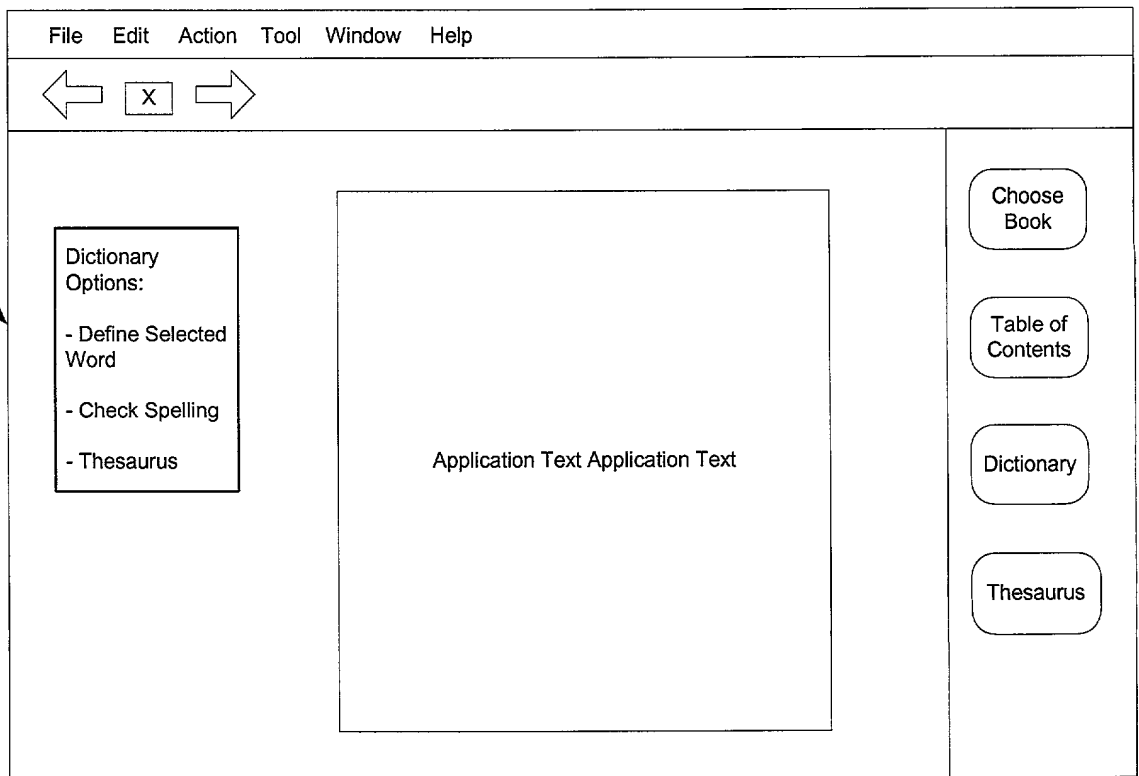 File Edit Action Tool Window Help
X
Dictionary
Options:
- Define Selected
Word
- Check Spelling
- Thesaurus
Application Text Application Text
Choose
Book
Table of
Contents
Dictionary
Thesaurus